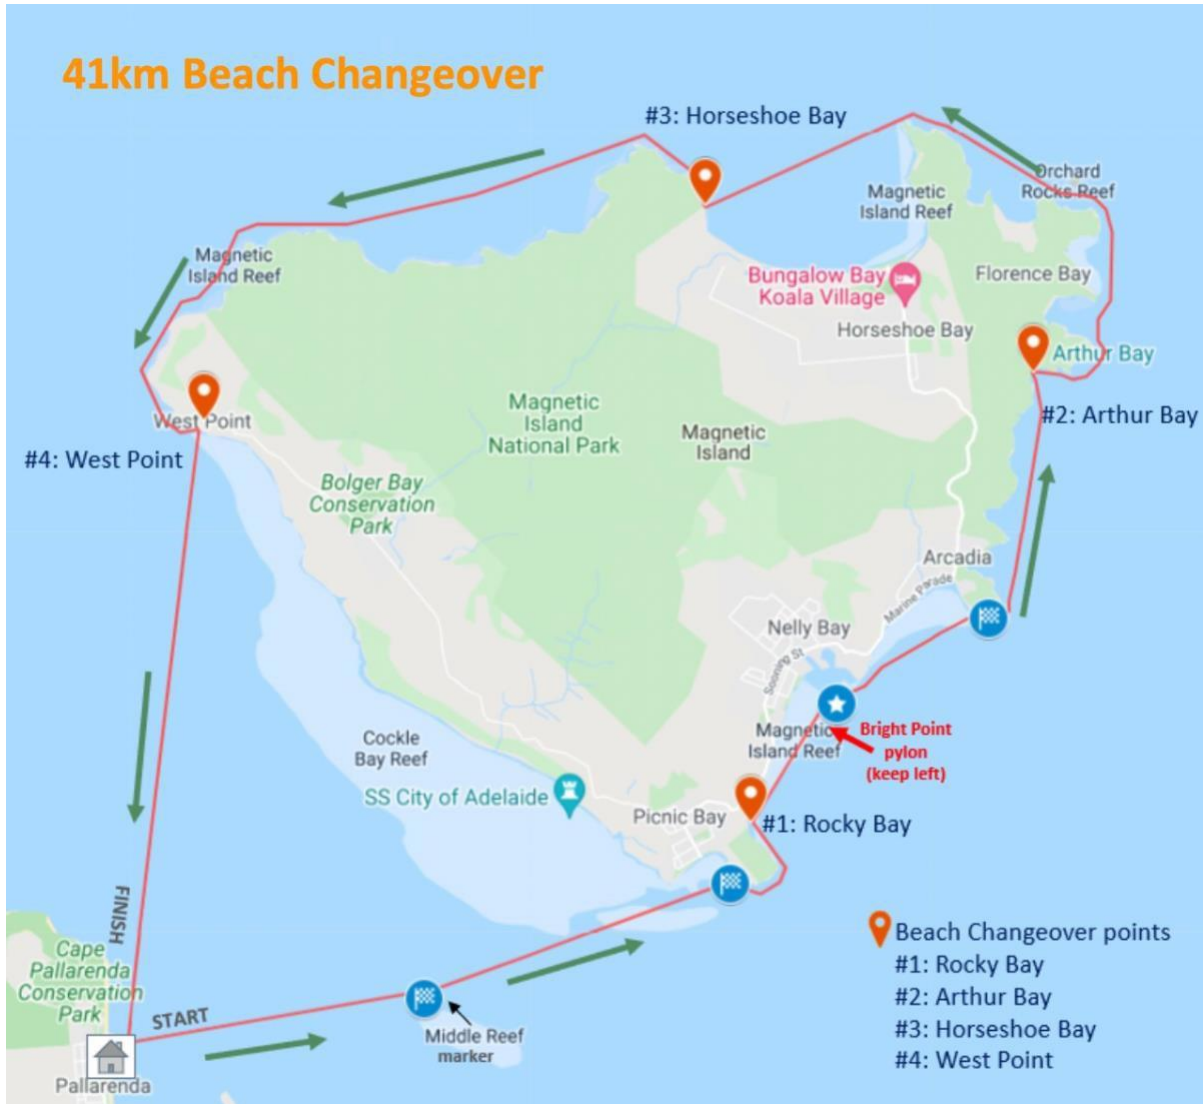 41km Beach Changeover
#3: Horseshoe Bay
Orchard
Rocks Reef
Magnetic
Island Reef
Magnetic
Island Reef
Florence Bay
Bungalow Bay
Koala Village
Horseshoe Bay
Arthur Bay
#2: Arthur Bay
West Point
#4: West Point
Magnetic
Island
National Park
Magnetic
Island
Bolger Bay
Conservation
Park
Arcadia
Marine Parade
Nelly Bay
Sooning St
Cockle
Bay Reef
Magnetic
Island Reef
Bright Point
pylon
(keep left)
SS City of Adelaide
Picnic Bay
#1: Rocky Bay
FINISH
Cape
Pallarenda
Conservation
Park
START
Middle Reef
marker
Pallarenda
Beach Changeover points
#1: Rocky Bay
#2: Arthur Bay
#3: Horseshoe Bay
#4: West Point